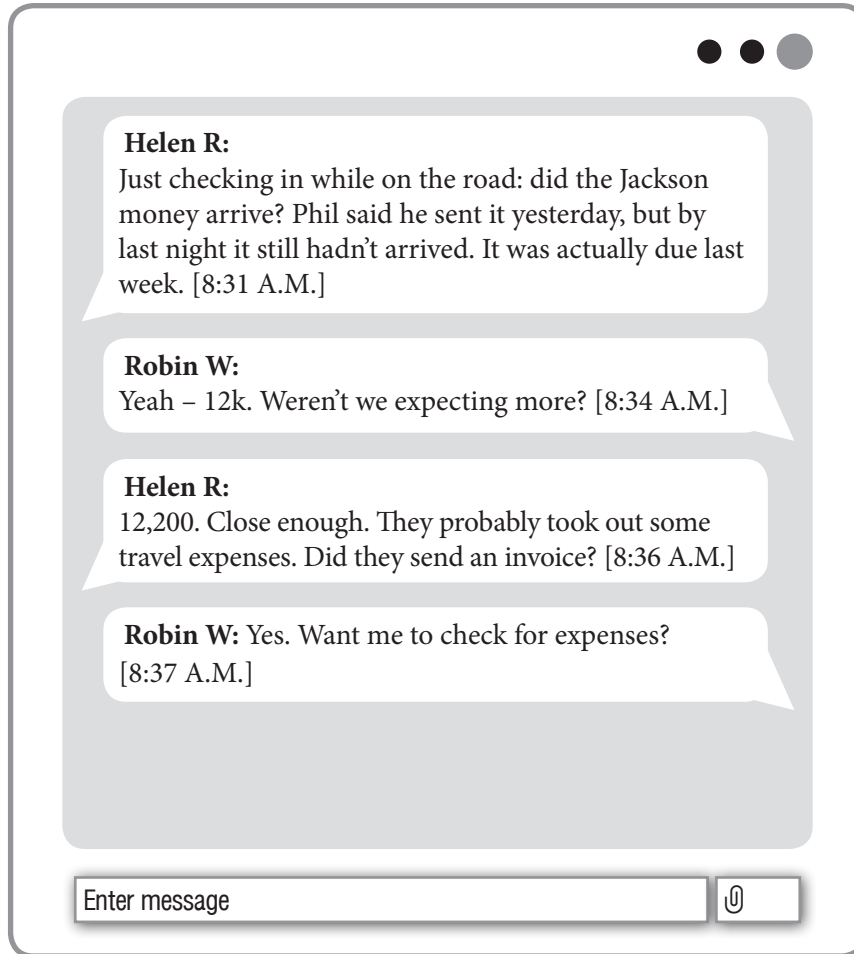 Helen R:
Just checking in while on the road: did the Jackson
money arrive? Phil said he sent it yesterday, but by
last night it still hadn’t arrived. It was actually due last
week. [8:31 A.M.]
Robin W:
Yeah – 12k. Weren’t we expecting more? [8:34 A.M.]
Helen R:
12,200. Close enough. They probably took out some
travel expenses. Did they send an invoice? [8:36 A.M.]
Robin W: Yes. Want me to check for expenses?
[8:37 A.M.]
Enter message